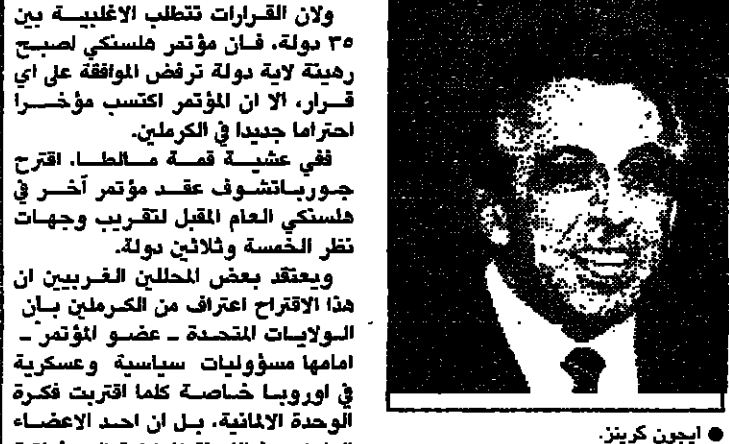 ولان القرارات تتطلب الاغلبية بين
٣٥ دولة، فان مؤتمر هلسنكي اصبح
رهينة لاية دولة ترفض الموافقة على اي
قرار، الا ان المؤتمر اكتسب مؤخرا
احتراما جديدا في الكرملين.
ففي عشية قمة مالطا، اقترح
جورباتشوف عقد مؤتمر آخر في
هلسنكي العام المقبل لتقريب وجهات
نظر الخمسة وثلاثين دولة.
ويعتقد بعض المحللين الغربيين ان
هذا الاقتراح اعتراف من الكرملين بأن
الولايات المتحدة ـ عضو المؤتمر ـ
امامها مسؤوليات سياسية وعسكرية
في اوروبا خاصة كلما اقتربت فكرة
الوحدة الالمانية، بل ان احد الاعضاء
● ايجون كرينز.